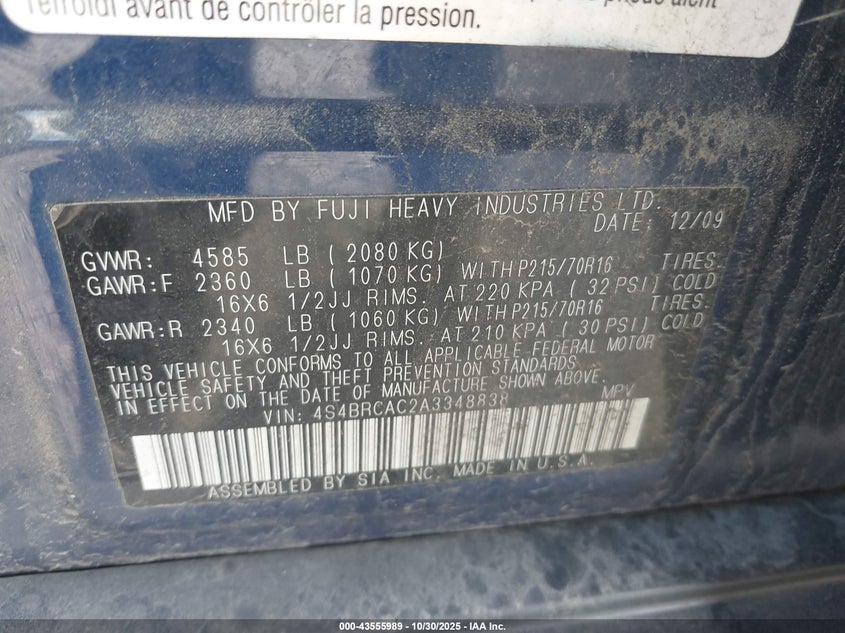 refroidi avant de contrôler la pression.
MFD BY FUJI HEAVY INDUSTRIES LTD.
DATE: 12/09
GVWR: 4585 LB ( 2080 KG)
GAWR:F 2360 LB ( 1070 KG) WITH P215/70R16 TIRES.
16X6 1/2JJ RIMS. AT 220 KPA ( 32 PSI) COLD
GAWR:R 2340 LB ( 1060 KG) WITH P215/70R16 TIRES.
16X6 1/2JJ RIMS. AT 210 KPA ( 30 PSI) COLD
THIS VEHICLE CONFORMS TO ALL APPLICABLE FEDERAL MOTOR
VEHICLE SAFETY AND THEFT PREVENTION STANDARDS
IN EFFECT ON THE DATE OF MANUFACTURE SHOWN ABOVE.
VIN: 4S4BRCAC2A3348838 MPV
ASSEMBLED BY SIA INC. MADE IN U.S.A.
000-43555989 - 10/30/2025 - IAA Inc.